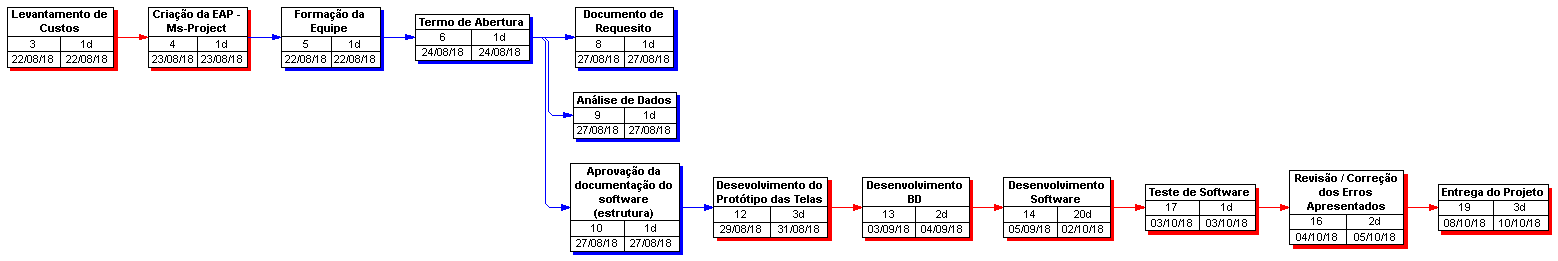 Levantamento de
Custos
3 1d
22/08/18 22/08/18
Criação da EAP -
Ms-Project
4 1d
23/08/18 23/08/18
Formação da
Equipe
5 1d
22/08/18 22/08/18
Termo de Abertura
6 1d
24/08/18 24/08/18
Documento de
Requesito
8 1d
27/08/18 27/08/18
Análise de Dados
9 1d
27/08/18 27/08/18
Aprovação da
documentação do
software
(estrutura)
10 1d
27/08/18 27/08/18
Desevolvimento do
Protótipo das Telas
12 3d
29/08/18 31/08/18
Desenvolvimento
BD
13 2d
03/09/18 04/09/18
Desenvolvimento
Software
14 20d
05/09/18 02/10/18
Teste de Software
17 1d
03/10/18 03/10/18
Revisão / Correção
dos Erros
Apresentados
16 2d
04/10/18 05/10/18
Entrega do Projeto
19 3d
08/10/18 10/10/18